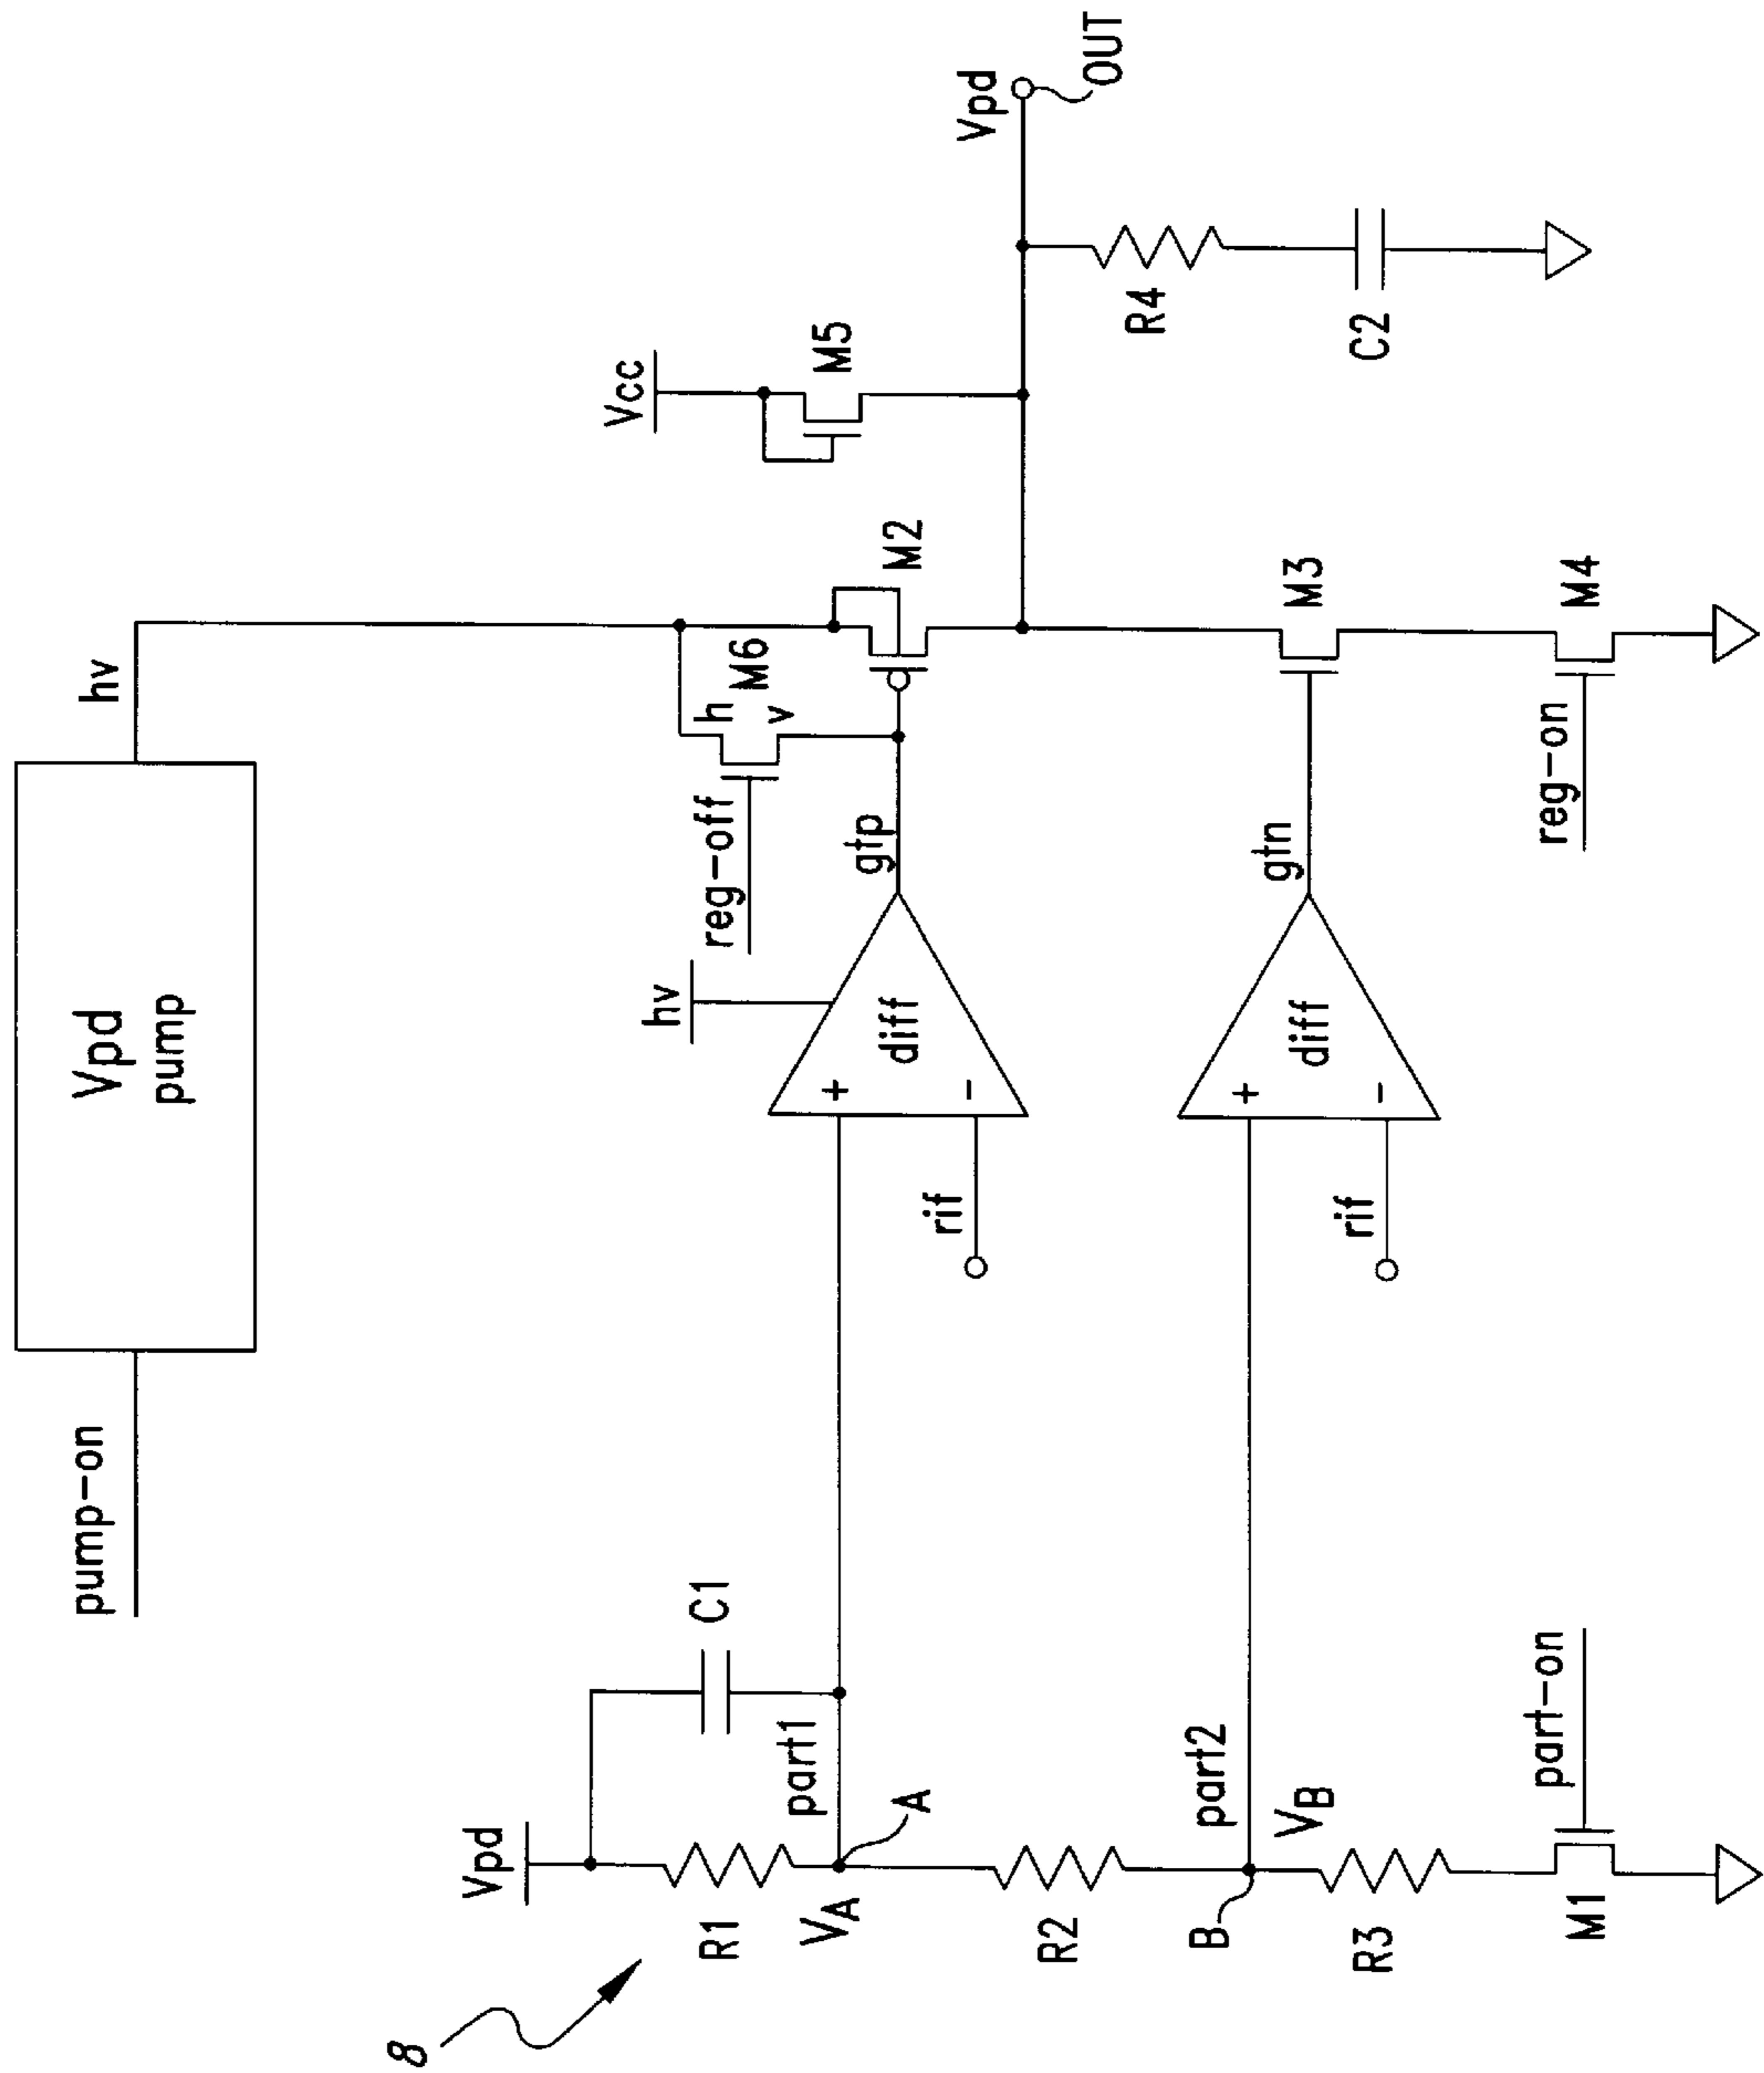 pump-on
Vpd
pump
hv
8
Vpd
R1
C1
VA
part1
A
R2
B
part2
VB
R3
M1
part-on
rif
+
-
diff
hv
gtp
reg-off
h
v
M6
M2
Vcc
M5
rif
+
-
diff
gtn
M3
reg-on
M4
R4
C2
Vpd
OUT